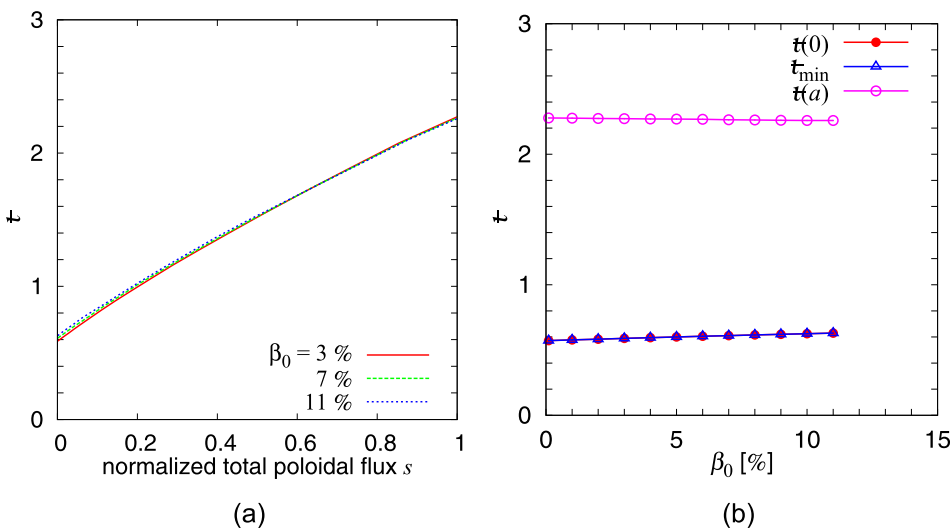 3
2
1
0
ƭ
β0 = 3 %
7 %
11 %
0 0.2 0.4 0.6 0.8 1
normalized total poloidal flux s
(a)
3
2
1
0
ƭ
ƭ(0)
ƭmin
ƭ(a)
0 5 10 15
β0 [%]
(b)